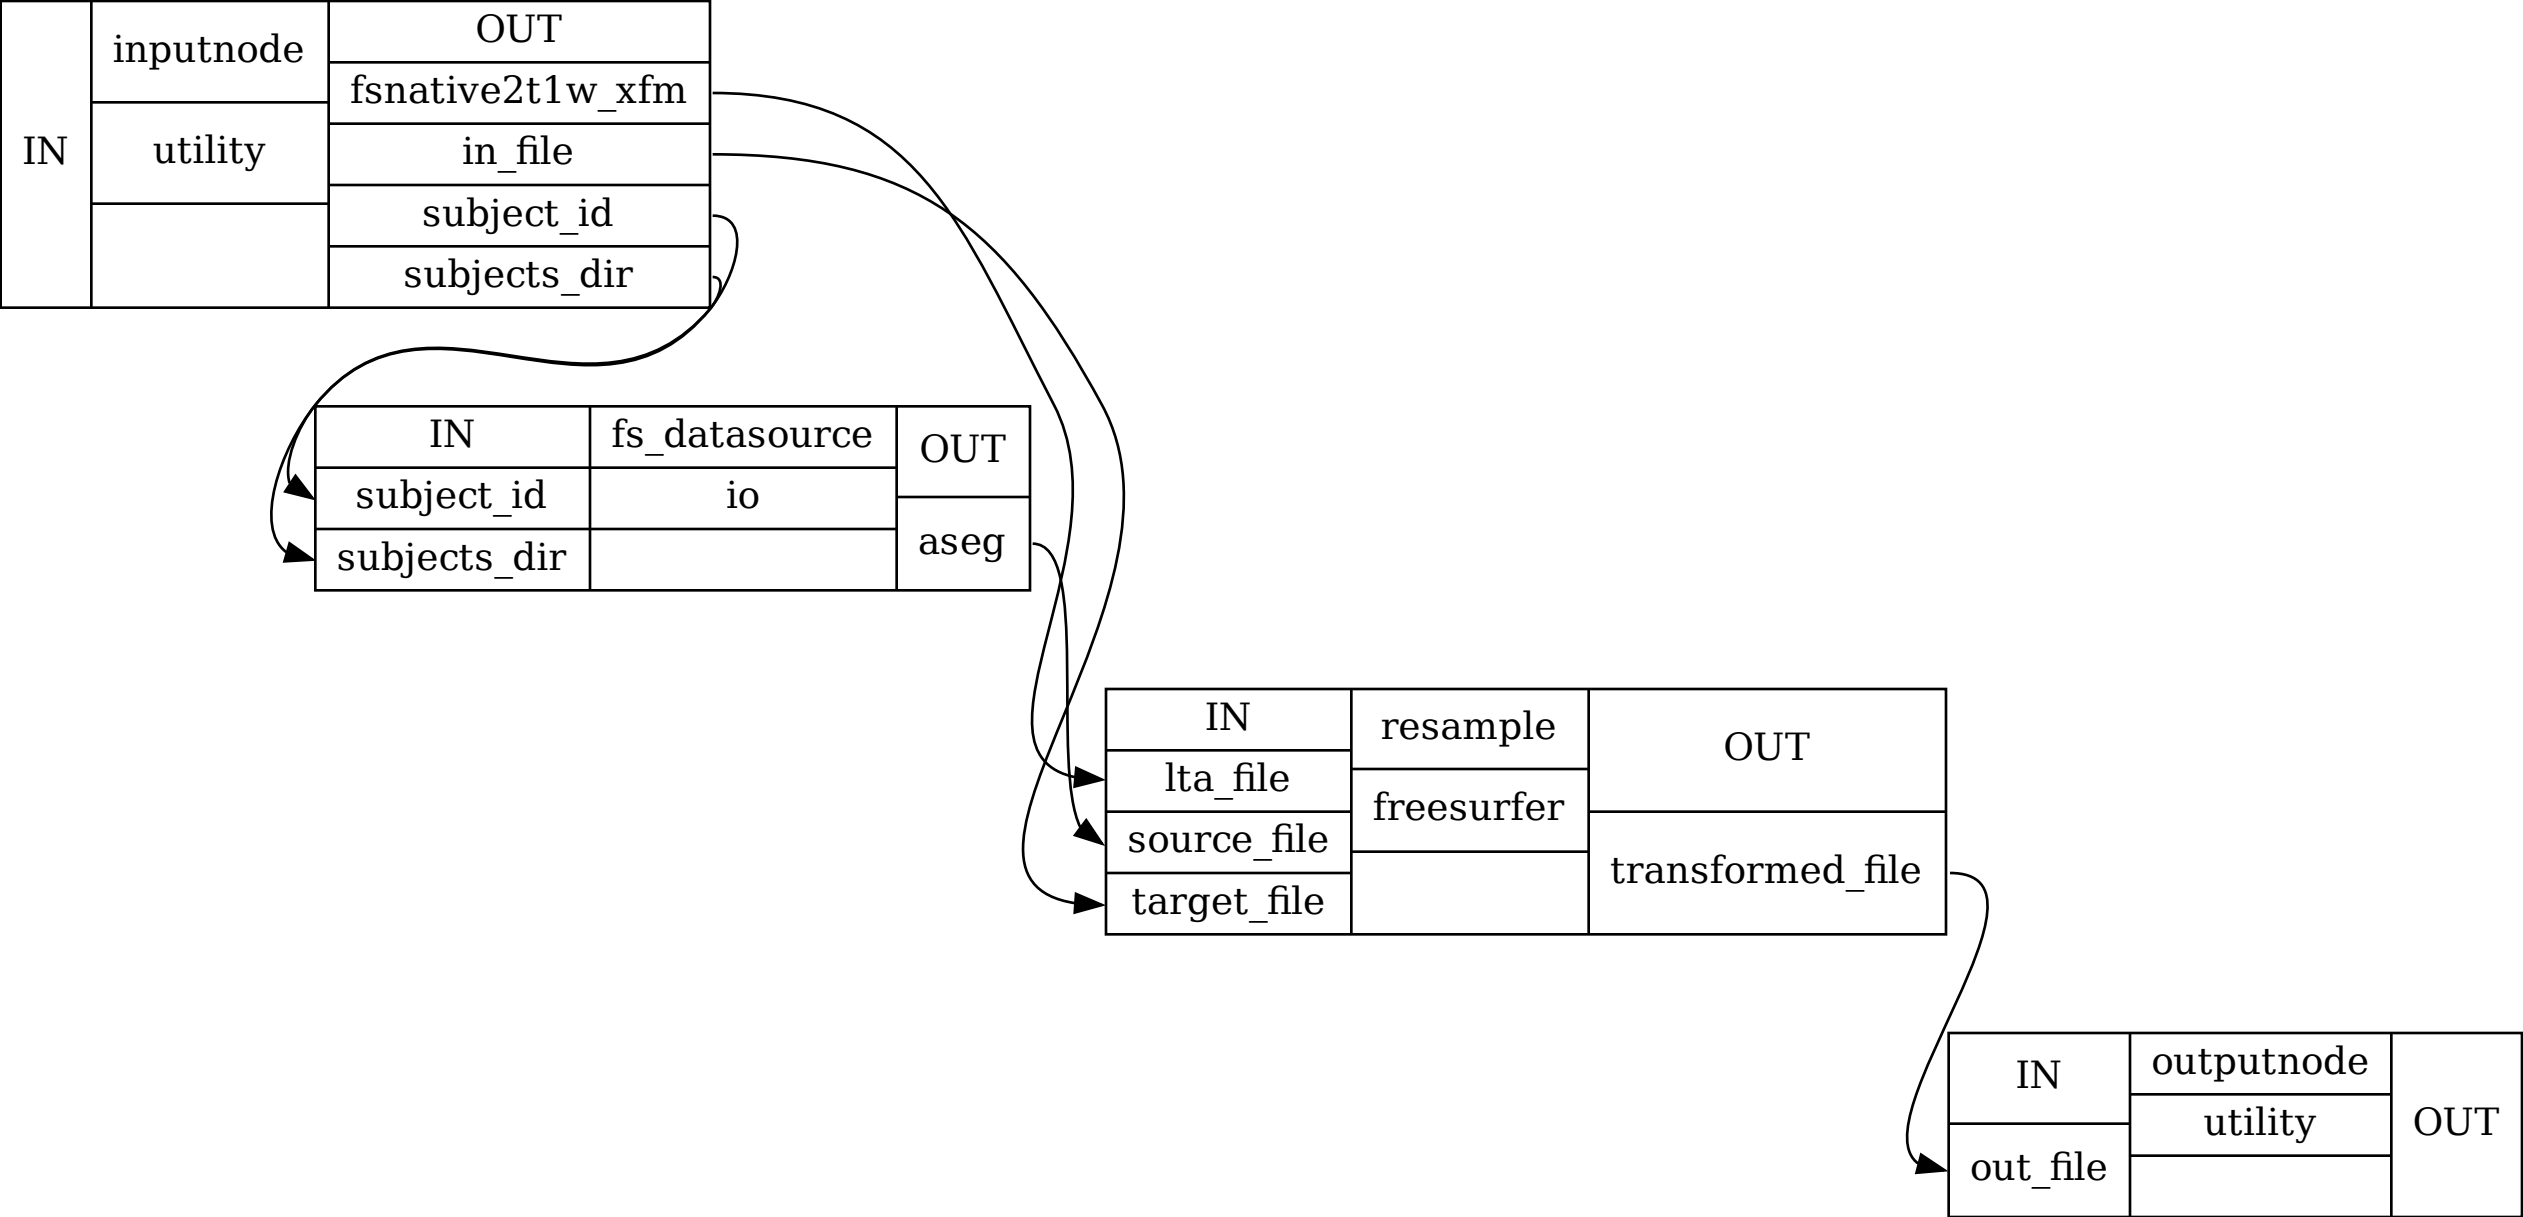 IN
inputnode
utility
OUT
fsnative2t1w_xfm
in_file
subject_id
subjects_dir
IN
subject_id
subjects_dir
fs_datasource
io
OUT
aseg
IN
lta_file
source_file
target_file
resample
freesurfer
OUT
transformed_file
IN
out_file
outputnode
utility
OUT